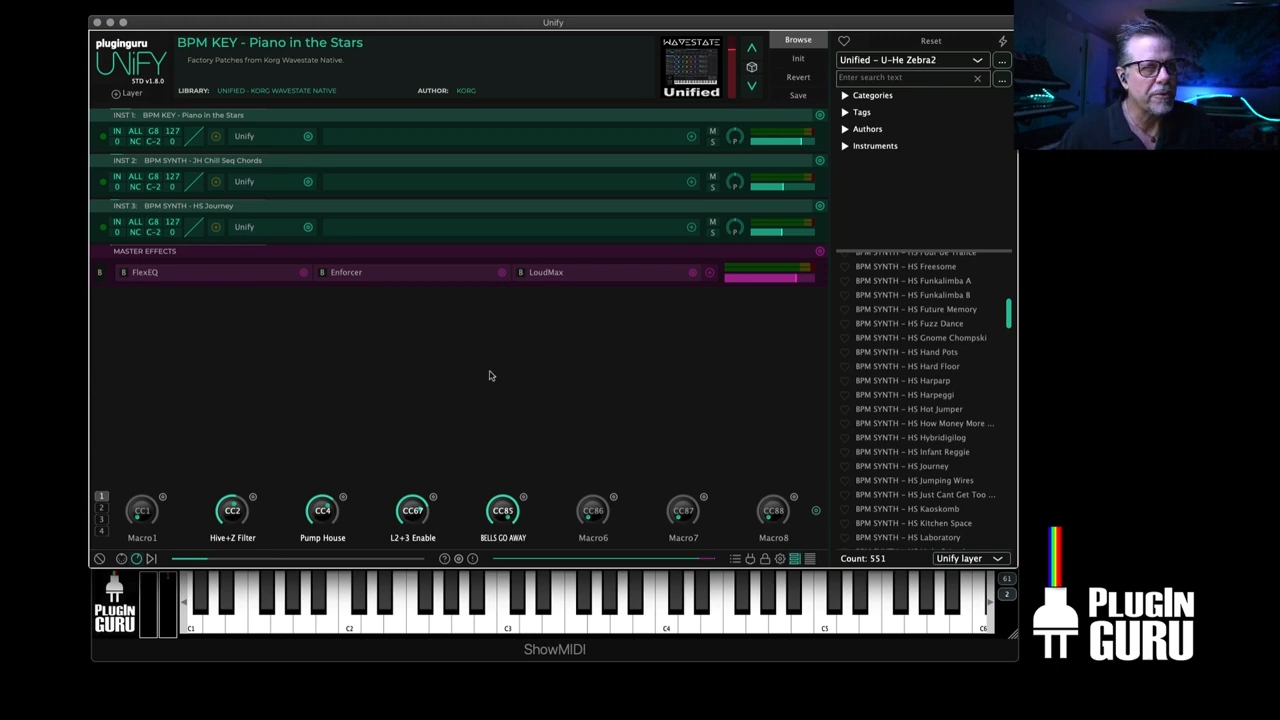 Unify
pluginguru
UNIFY
STD v1.8.0
Layer
BPM KEY - Piano in the Stars
Factory Patches from Korg Wavestate Native.
LIBRARY: UNIFIED - KORG WAVESTATE NATIVE AUTHOR: KORG
WAVESTATE
Unified
Browse
Init
Revert
Save
Reset
Unified - U-He Zebra2 ...
Enter search text ...
Categories
Tags
Authors
Instruments
INST 1: BPM KEY - Piano in the Stars
IN ALL G8 127
0 NC C-2 0
Unify
M
S
P
INST 2: BPM SYNTH - JH Chill Seq Chords
IN ALL G8 127
0 NC C-2 0
Unify
M
S
P
INST 3: BPM SYNTH - HS Journey
IN ALL G8 127
0 NC C-2 0
Unify
M
S
P
MASTER EFFECTS
B B FlexEQ B Enforcer B LoudMax
BPM SYNTH - HS Freesome
BPM SYNTH - HS Funkalimba A
BPM SYNTH - HS Funkalimba B
BPM SYNTH - HS Future Memory
BPM SYNTH - HS Fuzz Dance
BPM SYNTH - HS Gnome Chompski
BPM SYNTH - HS Hand Pots
BPM SYNTH - HS Hard Floor
BPM SYNTH - HS Harparp
BPM SYNTH - HS Harpeggi
BPM SYNTH - HS Hot Jumper
BPM SYNTH - HS How Money More ...
BPM SYNTH - HS Hybridigilog
BPM SYNTH - HS Infant Reggie
BPM SYNTH - HS Journey
BPM SYNTH - HS Jumping Wires
BPM SYNTH - HS Just Cant Get Too ...
BPM SYNTH - HS Kaoskomb
BPM SYNTH - HS Kitchen Space
BPM SYNTH - HS Laboratory
Count: 551 Unify layer
1
2
3
4
CC1 CC2 CC4 CC67 CC85 CC86 CC87 CC88
Macro1 Hive+Z Filter Pump House L2+3 Enable BELLS GO AWAY Macro6 Macro7 Macro8
PLUGIN
GURU
C1 C2 C3 C4 C5 C6
61
2
ShowMIDI
PLUGIN
GURU